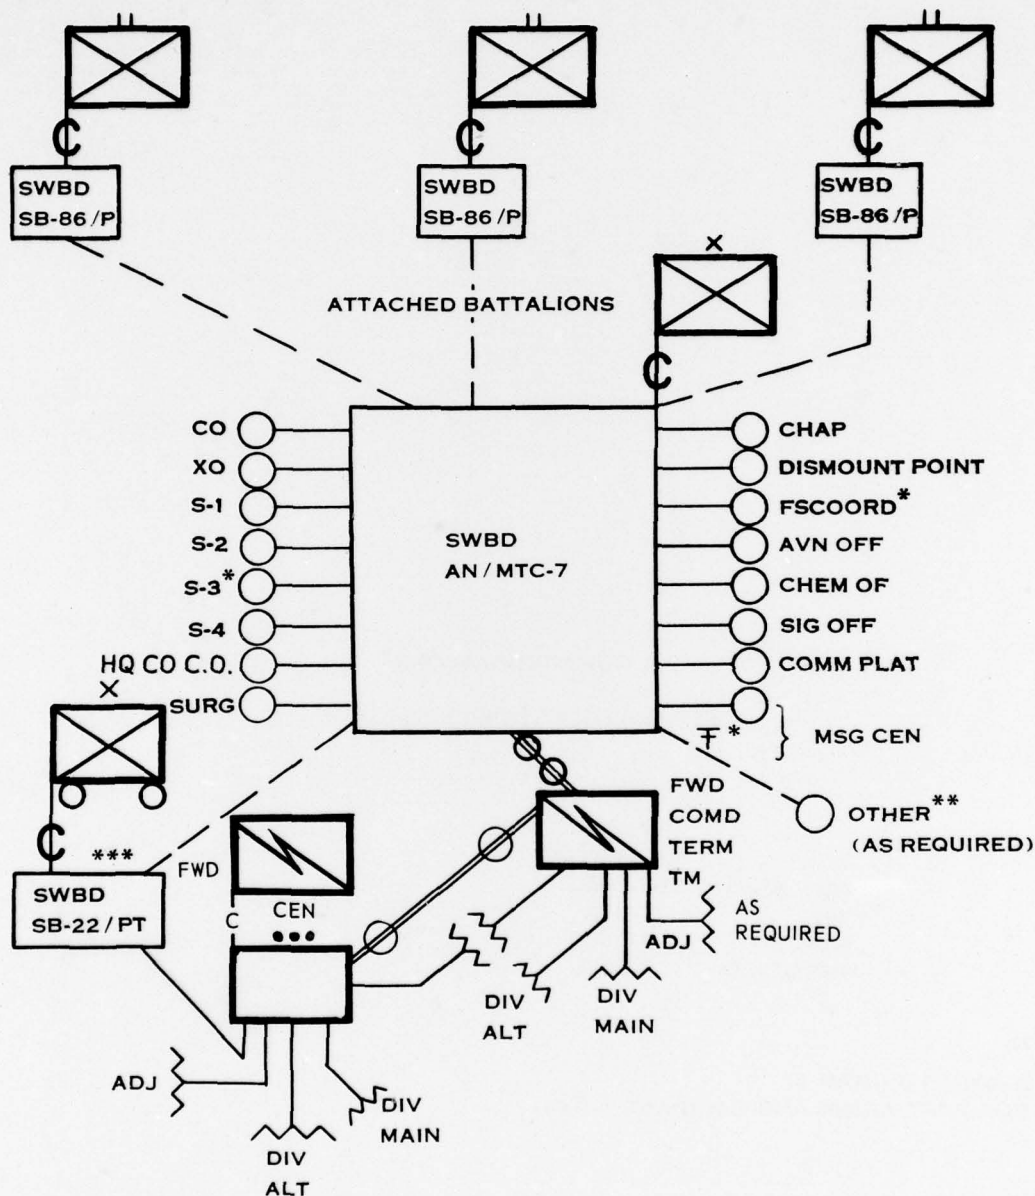 SWBD
SB-86/P
SWBD
SB-86/P
SWBD
SB-86/P
ATTACHED BATTALIONS
CO
XO
S-1
S-2
S-3*
S-4
HQ CO C.O.
SURG
SWBD
AN/MTC-7
CHAP
DISMOUNT POINT
FSCOORD*
AVN OFF
CHEM OF
SIG OFF
COMM PLAT
MSG CEN
*
OTHER**
(AS REQUIRED)
FWD
COMD
TERM
TM
***
SWBD
SB-22/PT
FWD
C
CEN
ADJ
AS
REQUIRED
DIV
ALT
DIV
MAIN
ADJ
DIV
MAIN
DIV
ALT